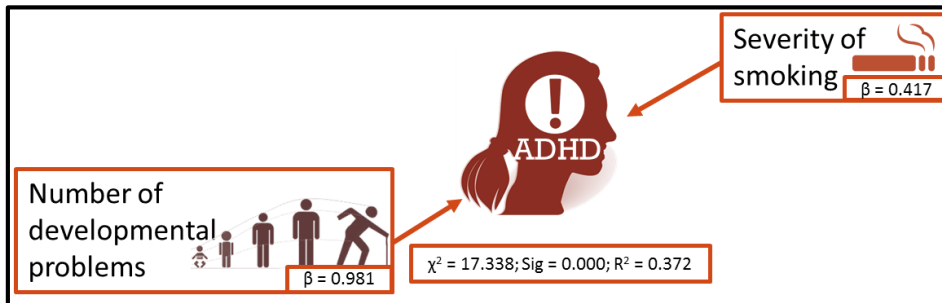 Severity of
smoking
β = 0.417
!
ADHD
Number of
developmental
problems
β = 0.981
χ² = 17.338; Sig = 0.000; R² = 0.372